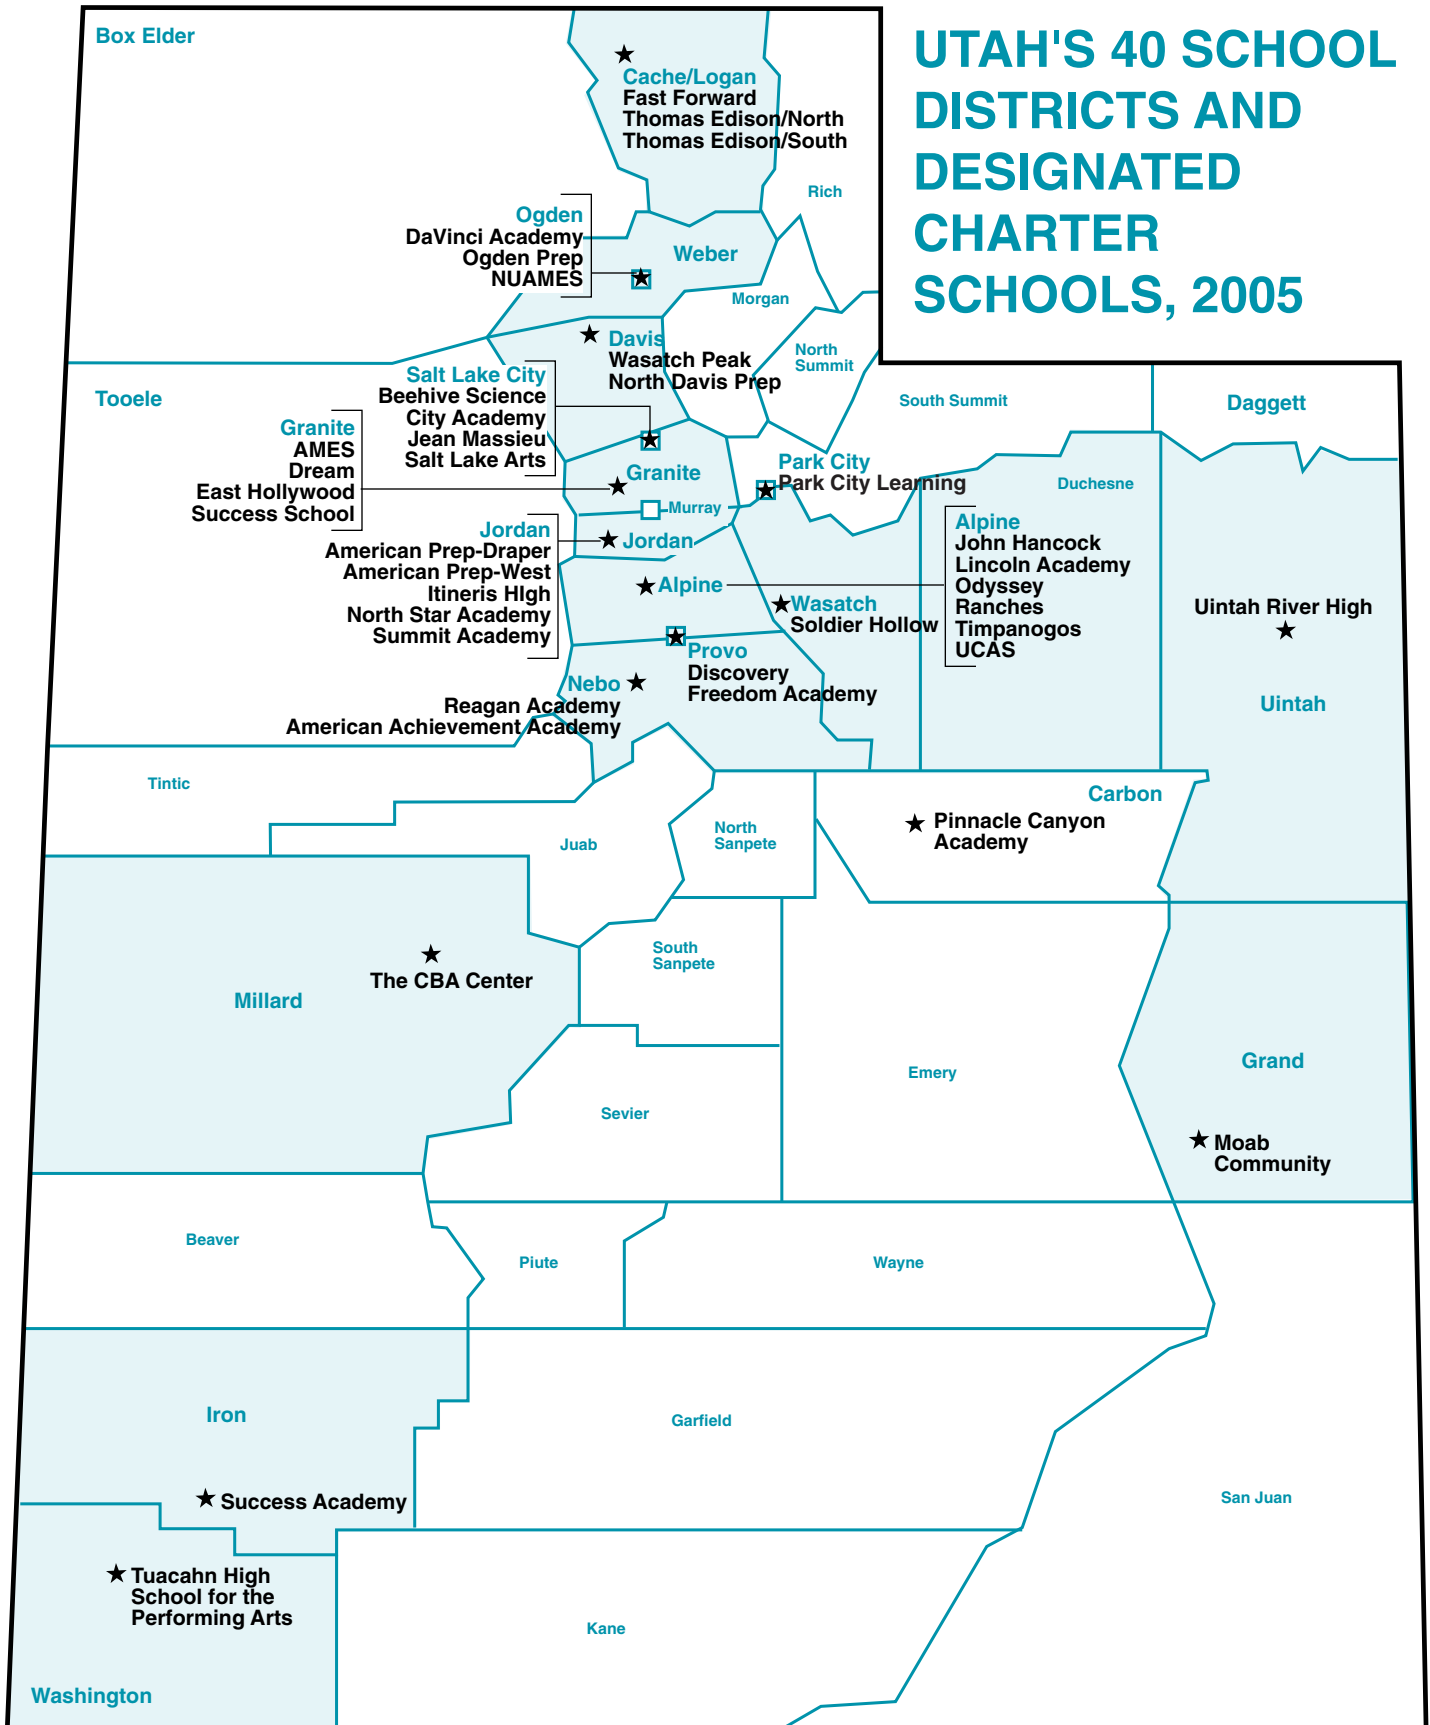 UTAH'S 40 SCHOOL
DISTRICTS AND
DESIGNATED
CHARTER
SCHOOLS, 2005
Box Elder
Cache/Logan
Fast Forward
Thomas Edison/North
Thomas Edison/South
Rich
Ogden
DaVinci Academy
Ogden Prep
NUAMES
Weber
Morgan
Davis
Wasatch Peak
North Davis Prep
North
Summit
South Summit
Daggett
Tooele
Salt Lake City
Beehive Science
City Academy
Jean Massieu
Salt Lake Arts
Granite
AMES
Dream
East Hollywood
Success School
Granite
Park City
Park City Learning
Duchesne
Murray
Jordan
American Prep-Draper
American Prep-West
Itineris HIgh
North Star Academy
Summit Academy
Jordan
Alpine
Alpine
John Hancock
Lincoln Academy
Odyssey
Ranches
Timpanogos
UCAS
Wasatch
Soldier Hollow
Uintah River High
Uintah
Provo
Discovery
Freedom Academy
Nebo
Reagan Academy
American Achievement Academy
Tintic
Juab
North
Sanpete
Carbon
Pinnacle Canyon
Academy
The CBA Center
Millard
South
Sanpete
Emery
Grand
Moab
Community
Sevier
Beaver
Piute
Wayne
Iron
Success Academy
Garfield
San Juan
Tuacahn High
School for the
Performing Arts
Kane
Washington